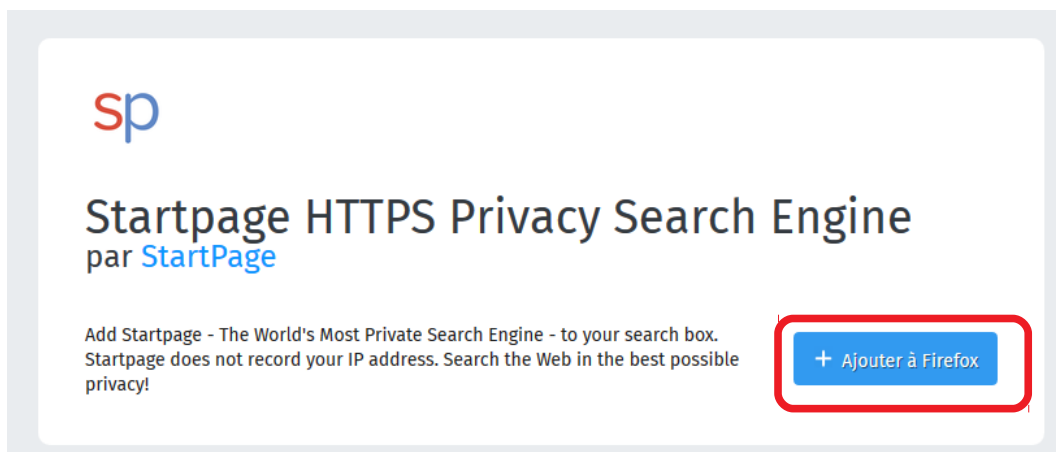 sp
Startpage HTTPS Privacy Search Engine
par StartPage
Add Startpage - The World's Most Private Search Engine - to your search box.
Startpage does not record your IP address. Search the Web in the best possible
privacy!
+ Ajouter à Firefox